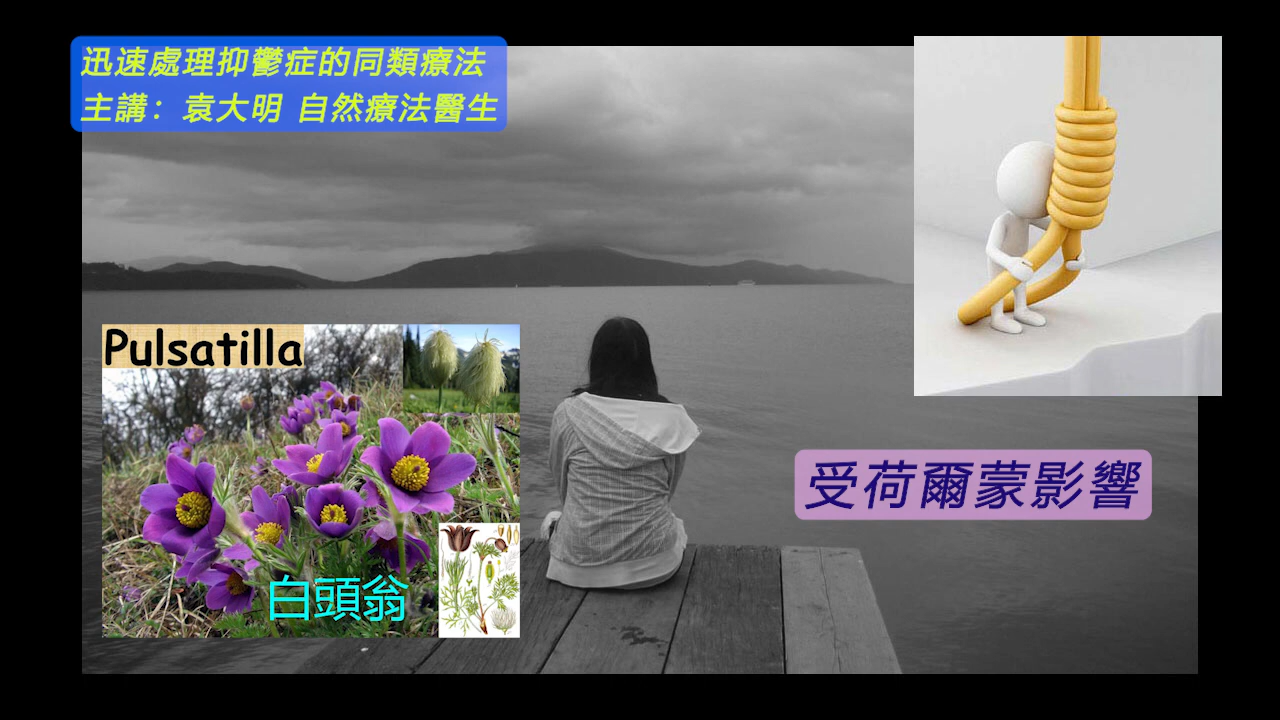 迅速處理抑鬱症的同類療法
主講：袁大明 自然療法醫生
Pulsatilla
白頭翁
受荷爾蒙影響